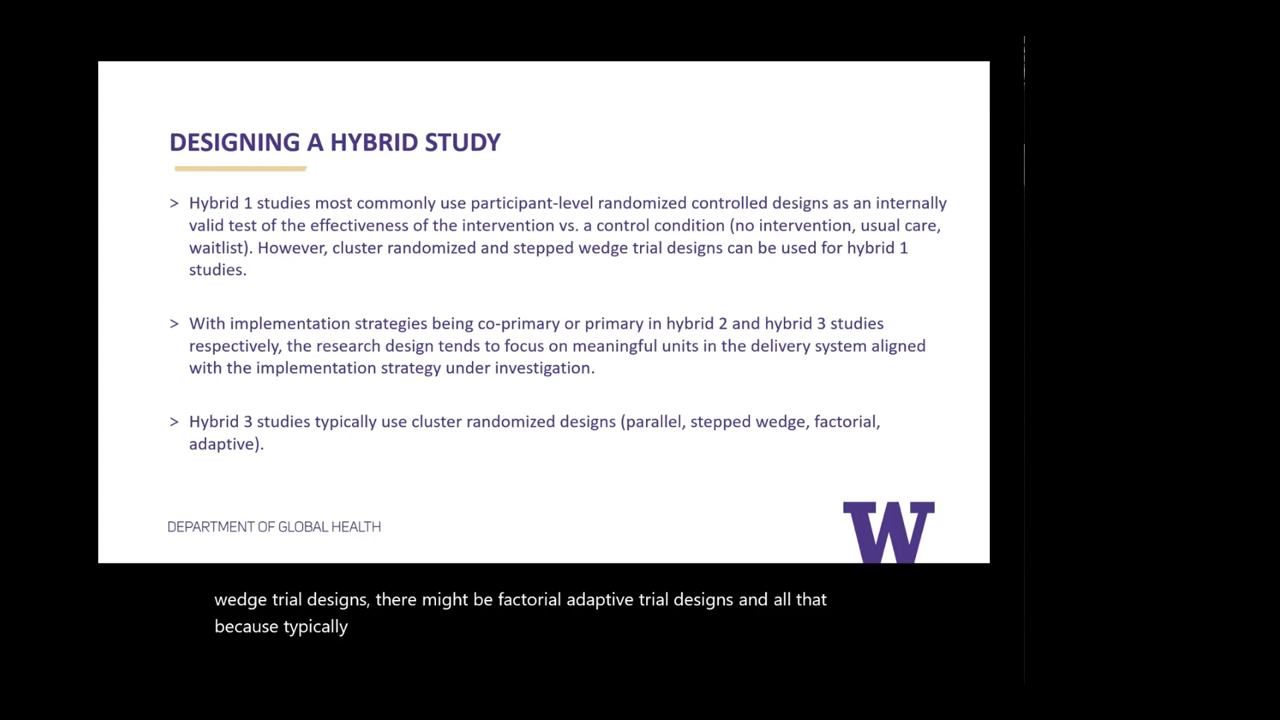 DESIGNING A HYBRID STUDY
> Hybrid 1 studies most commonly use participant-level randomized controlled designs as an internally
valid test of the effectiveness of the intervention vs. a control condition (no intervention, usual care,
waitlist). However, cluster randomized and stepped wedge trial designs can be used for hybrid 1
studies.
> With implementation strategies being co-primary or primary in hybrid 2 and hybrid 3 studies
respectively, the research design tends to focus on meaningful units in the delivery system aligned
with the implementation strategy under investigation.
> Hybrid 3 studies typically use cluster randomized designs (parallel, stepped wedge, factorial,
adaptive).
DEPARTMENT OF GLOBAL HEALTH
W
wedge trial designs, there might be factorial adaptive trial designs and all that
because typically